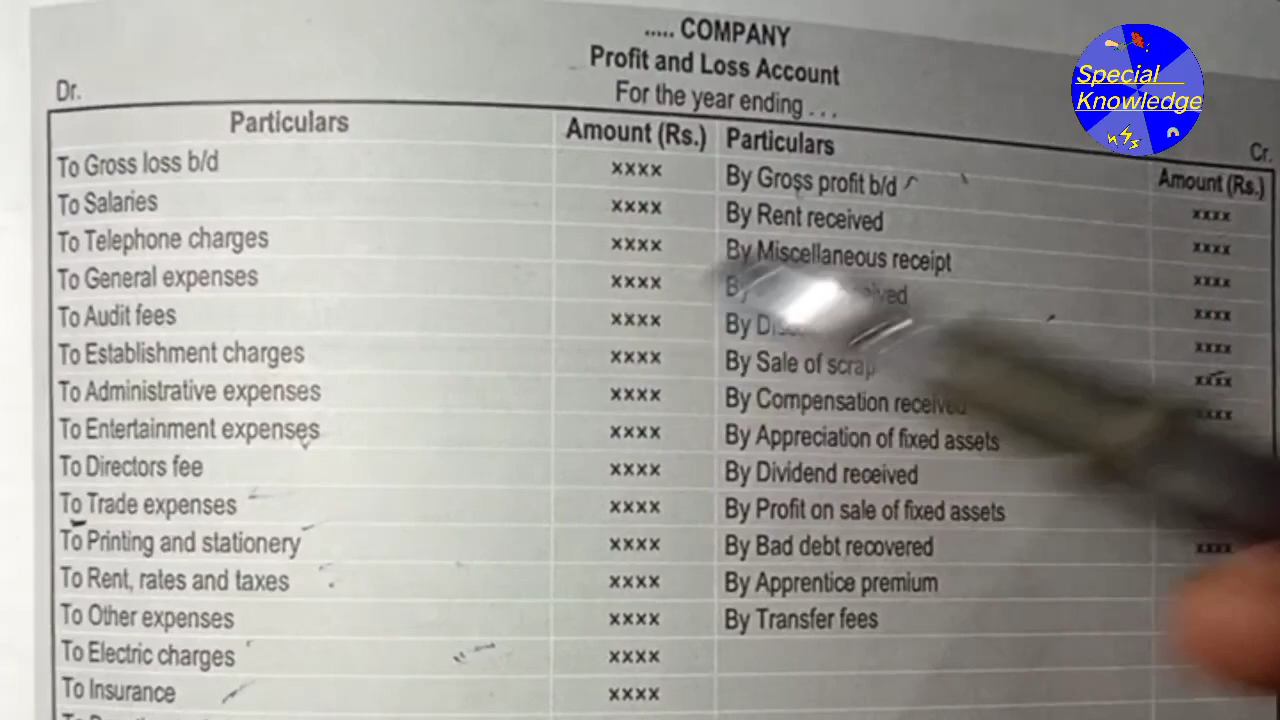 ..... COMPANY
Profit and Loss Account
For the year ending . . .
Dr. Cr.
Particulars Amount (Rs.) Particulars Amount (Rs.)
To Gross loss b/d xxxx By Gross profit b/d xxxx
To Salaries xxxx By Rent received xxxx
To Telephone charges xxxx By Miscellaneous receipt xxxx
To General expenses xxxx By xxxx
To Audit fees xxxx By xxxx
To Establishment charges xxxx By Sale of scrap xxxx
To Administrative expenses xxxx By Compensation received xxxx
To Entertainment expenses xxxx By Appreciation of fixed assets
To Directors fee xxxx By Dividend received
To Trade expenses xxxx By Profit on sale of fixed assets
To Printing and stationery xxxx By Bad debt recovered xxxx
To Rent, rates and taxes xxxx By Apprentice premium
To Other expenses xxxx By Transfer fees
To Electric charges xxxx
To Insurance xxxx
Special
Knowledge